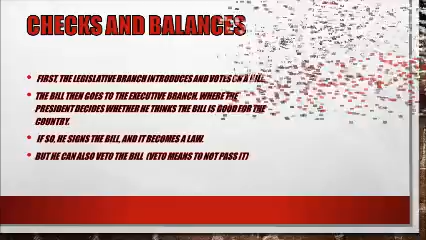 CHECKS AND BALANCES
FIRST, THE LEGISLATIVE BRANCH INTRODUCES AND VOTES ON A BILL.
THE BILL THEN GOES TO THE EXECUTIVE BRANCH, WHERE THE
PRESIDENT DECIDES WHETHER HE THINKS THE BILL IS GOOD FOR THE
COUNTRY.
IF SO, HE SIGNS THE BILL, AND IT BECOMES A LAW.
BUT HE CAN ALSO VETO THE BILL (VETO MEANS TO NOT PASS IT)